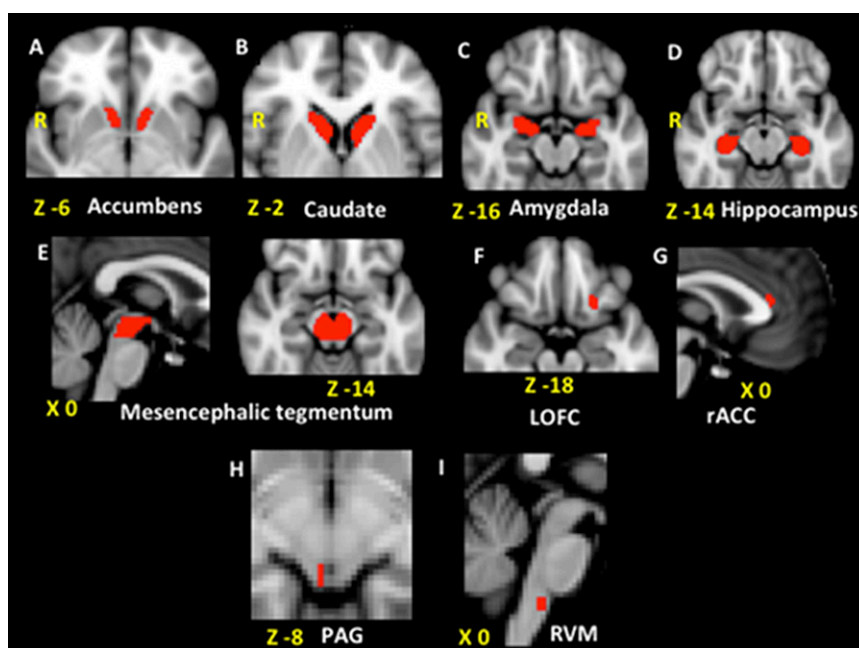 A B C D
R R R R
Z -6 Accumbens Z -2 Caudate Z -16 Amygdala Z -14 Hippocampus
E F G
Z -14 Z -18 X 0
X 0 Mesencephalic tegmentum LOFC rACC
H I
Z -8 PAG X 0 RVM